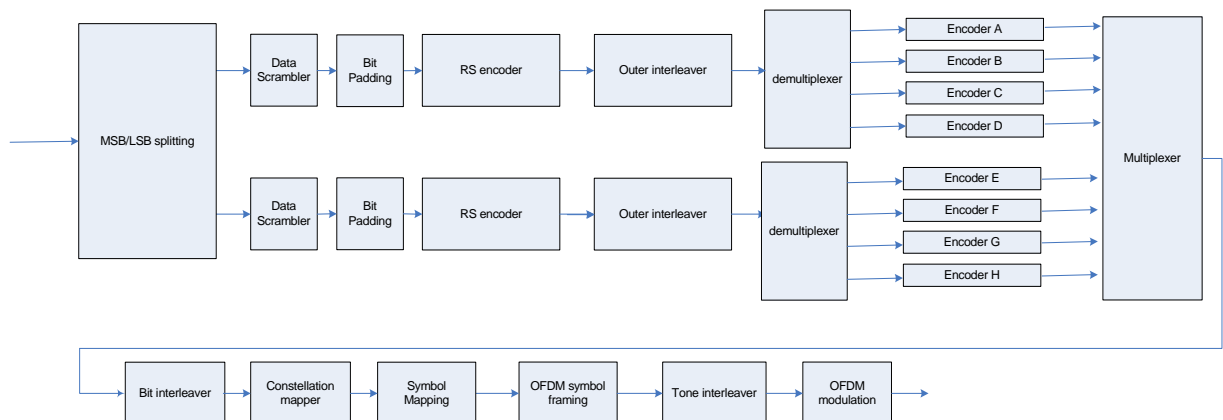 MSB/LSB splitting
Data
Scrambler
Bit
Padding
RS encoder
Outer interleaver
demultiplexer
Encoder A
Encoder B
Encoder C
Encoder D
Data
Scrambler
Bit
Padding
RS encoder
Outer interleaver
demultiplexer
Encoder E
Encoder F
Encoder G
Encoder H
Multiplexer
Bit interleaver
Constellation
mapper
Symbol
Mapping
OFDM symbol
framing
Tone interleaver
OFDM
modulation